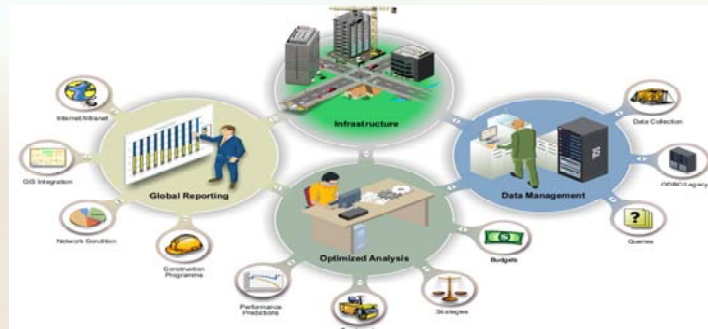 Infrastructure
Internet/Intranet
Data Collection
GIS Integration
Global Reporting
Data Management
ODBC/Legacy
Network Condition
Queries
Construction
Programme
Optimized Analysis
Budgets
Performance
Predictions
Strategies